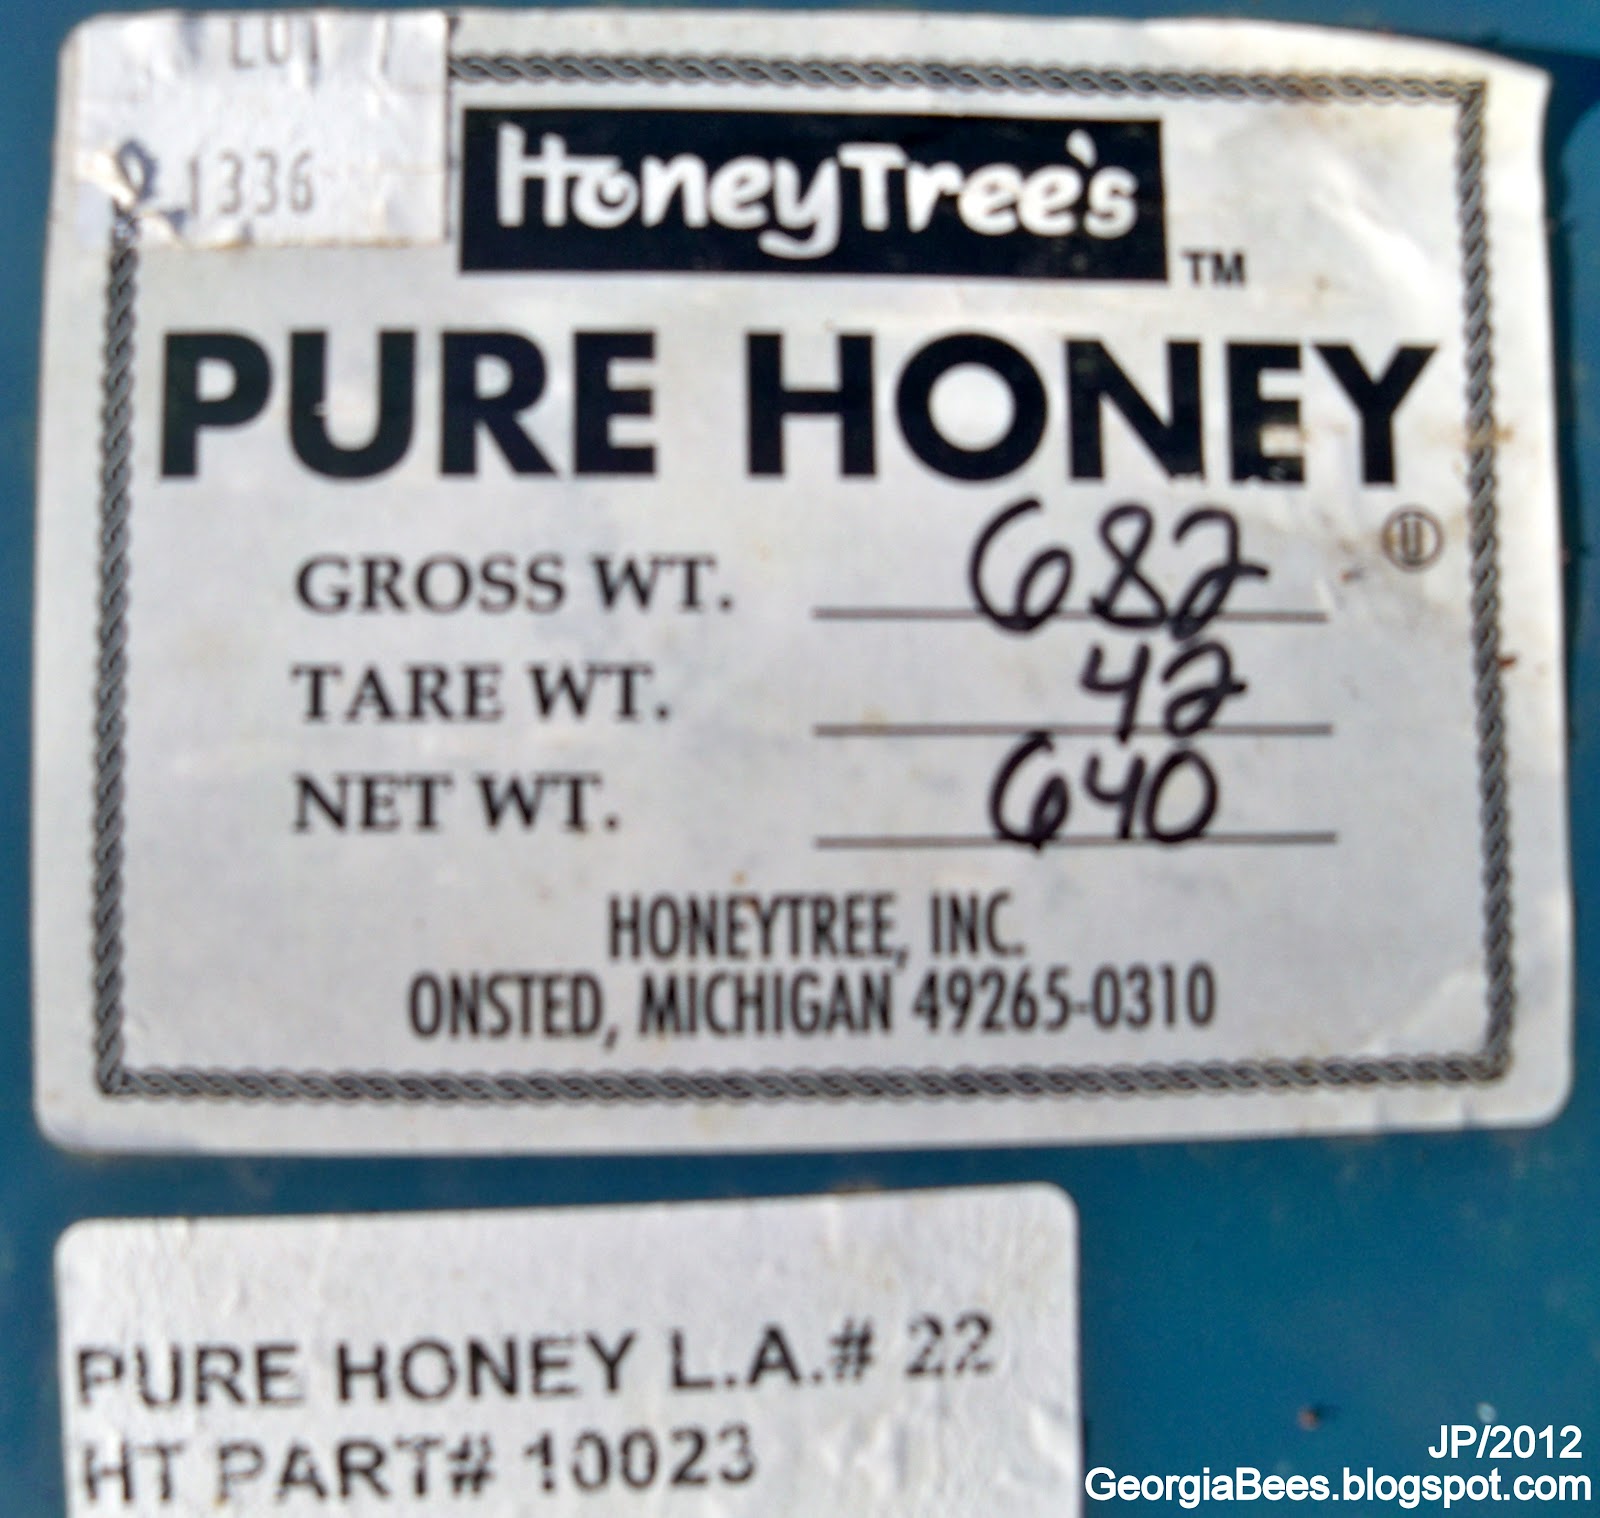 LOT
1336
HoneyTree's
TM
PURE HONEY
U
GROSS WT. 682
TARE WT. 42
NET WT. 640
HONEYTREE, INC.
ONSTED, MICHIGAN 49265-0310
PURE HONEY L.A.# 22
HT PART# 10023
JP/2012
GeorgiaBees.blogspot.com